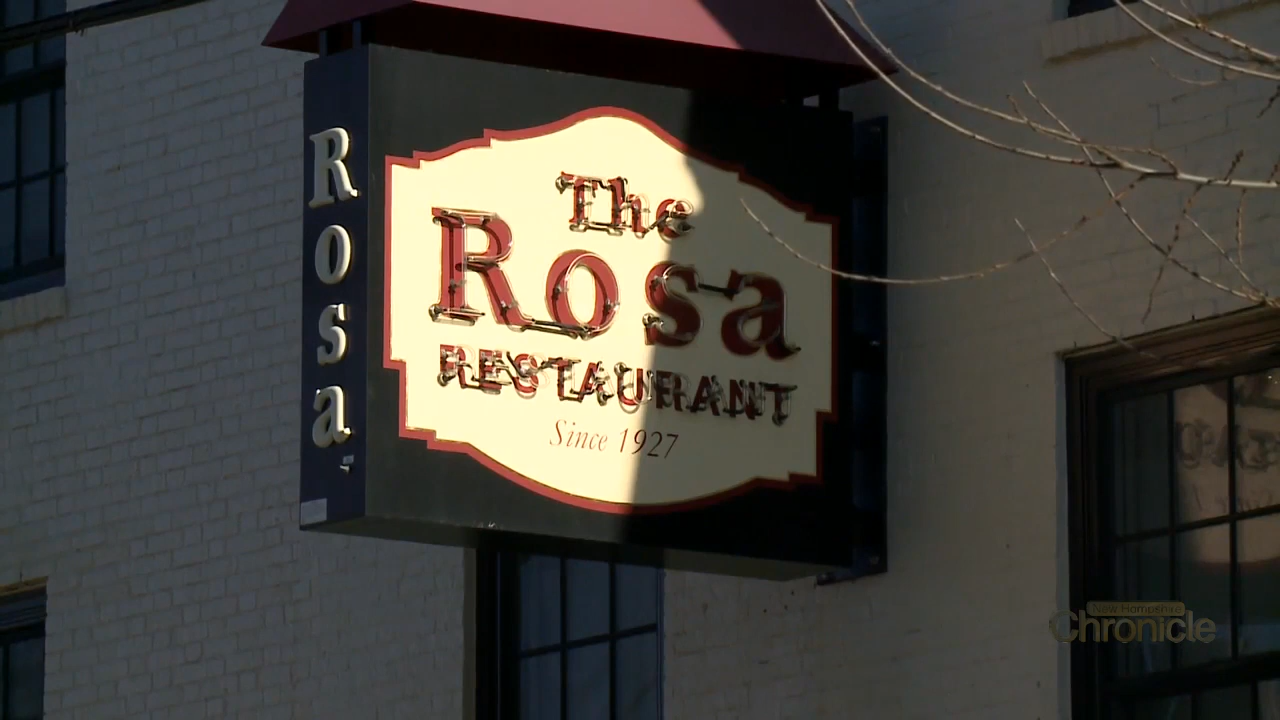 Rosa
The
Rosa
RESTAURANT
Since 1927
New Hampshire
Chronicle